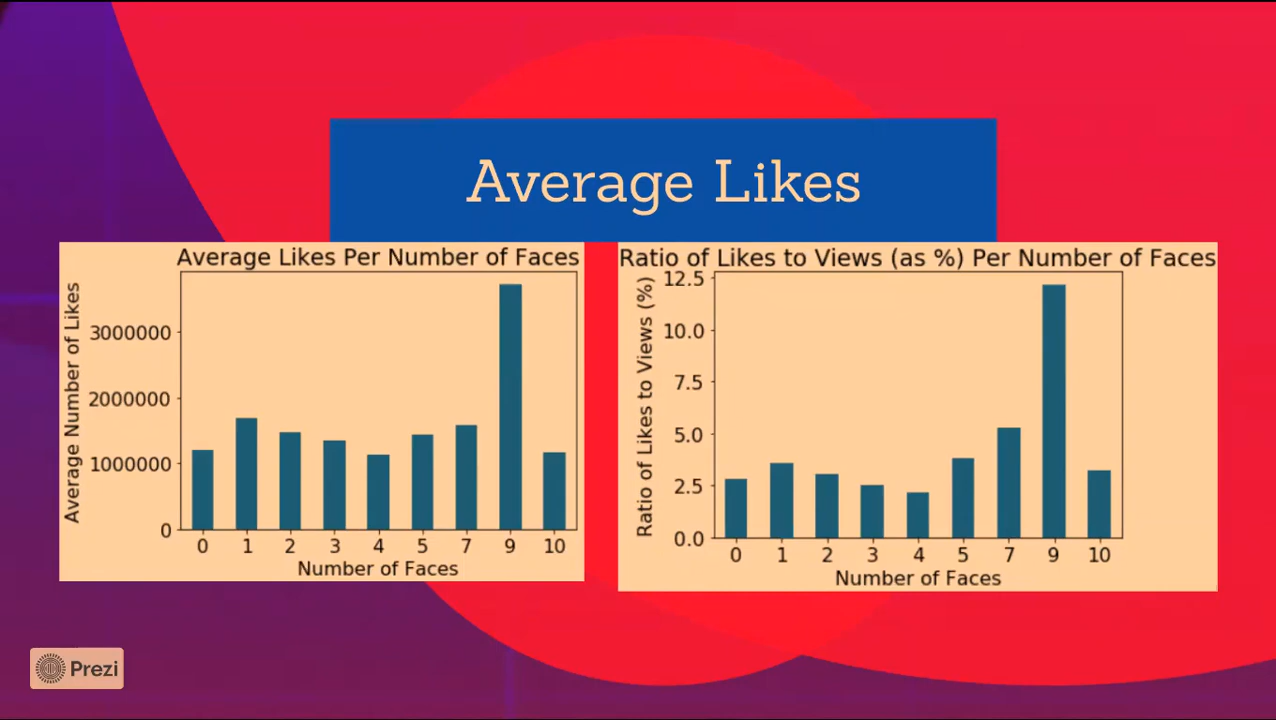 Average Likes
Average Likes Per Number of Faces
Average Number of Likes
3000000
2000000
1000000
0
0 1 2 3 4 5 7 9 10
Number of Faces
Ratio of Likes to Views (as %) Per Number of Faces
Ratio of Likes to Views (%)
12.5
10.0
7.5
5.0
2.5
0.0
0 1 2 3 4 5 7 9 10
Number of Faces
Prezi